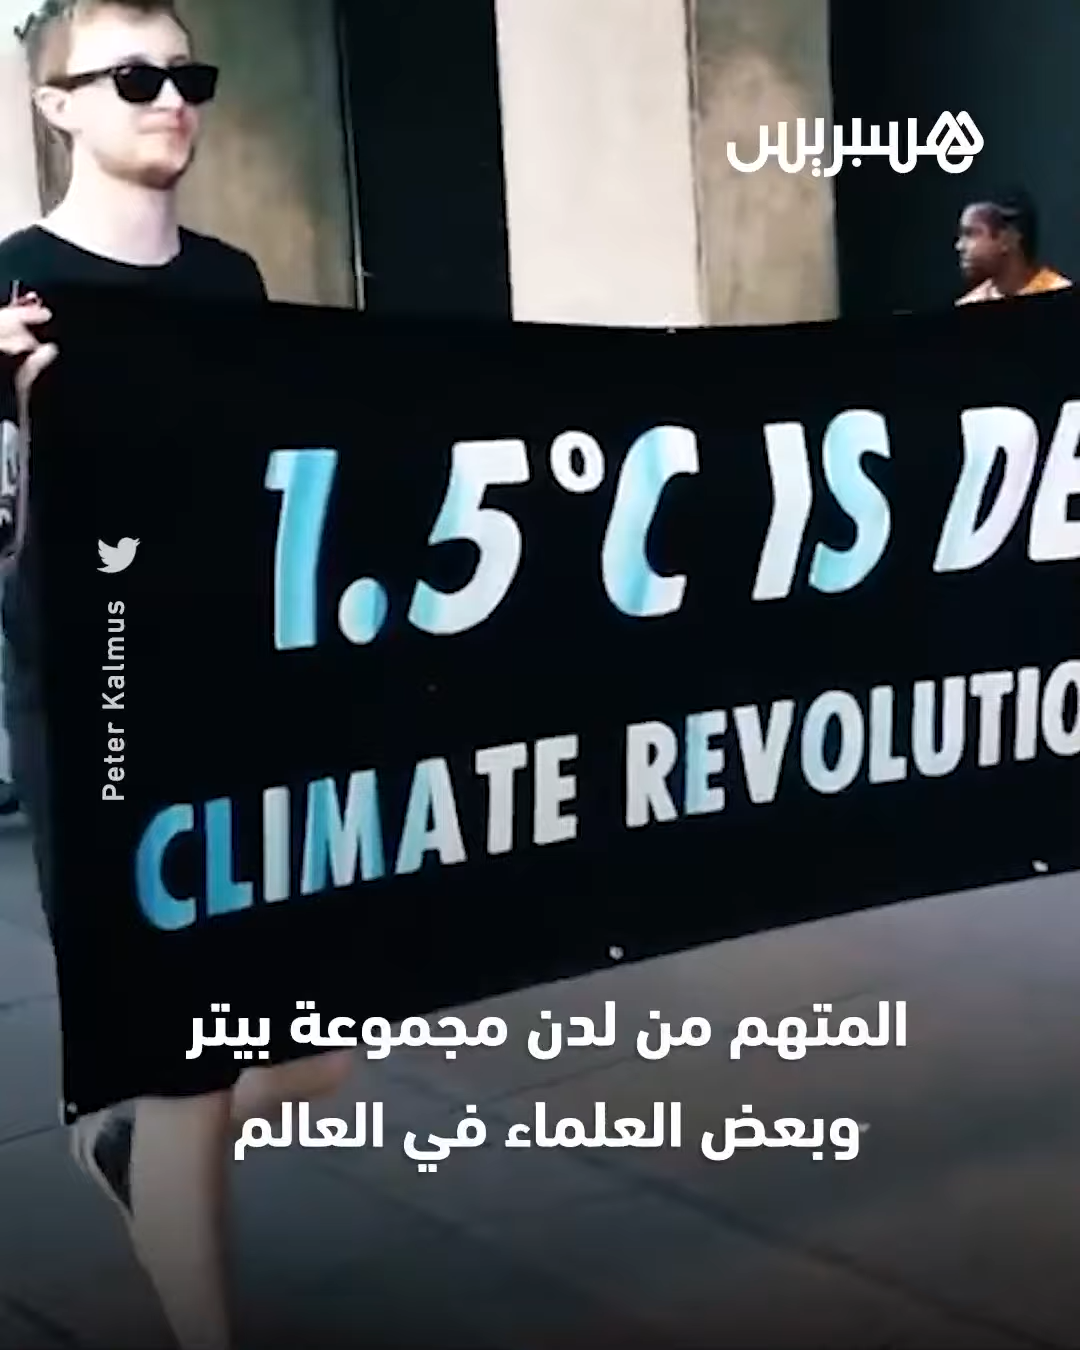 هسبريس
1.5°C IS DE
CLIMATE REVOLUTIO
Peter Kalmus
المتهم من لدن مجموعة بيتر
وبعض العلماء في العالم